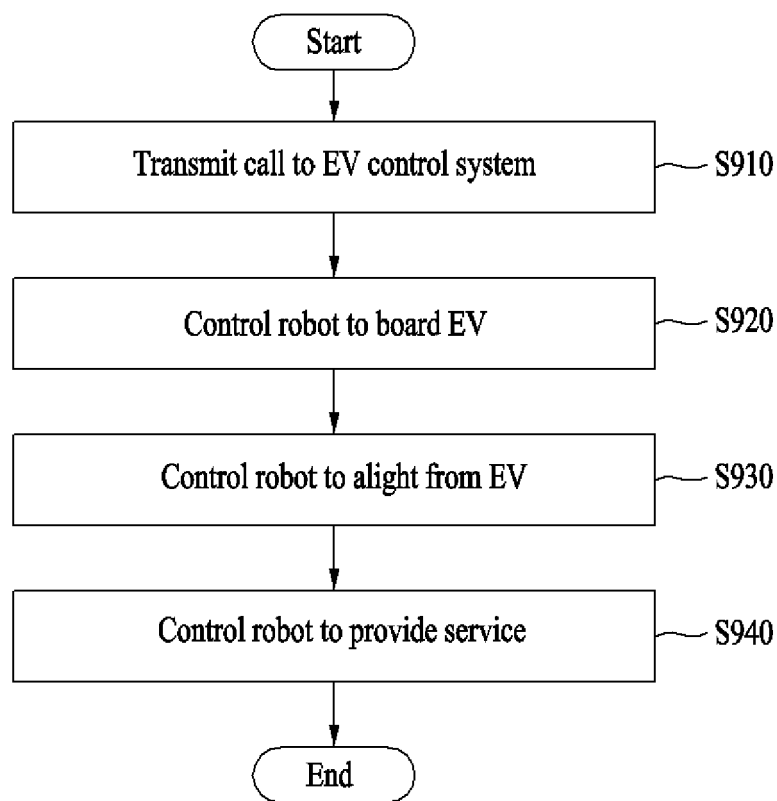 Start
Transmit call to EV control system
S910
Control robot to board EV
S920
Control robot to alight from EV
S930
Control robot to provide service
S940
End